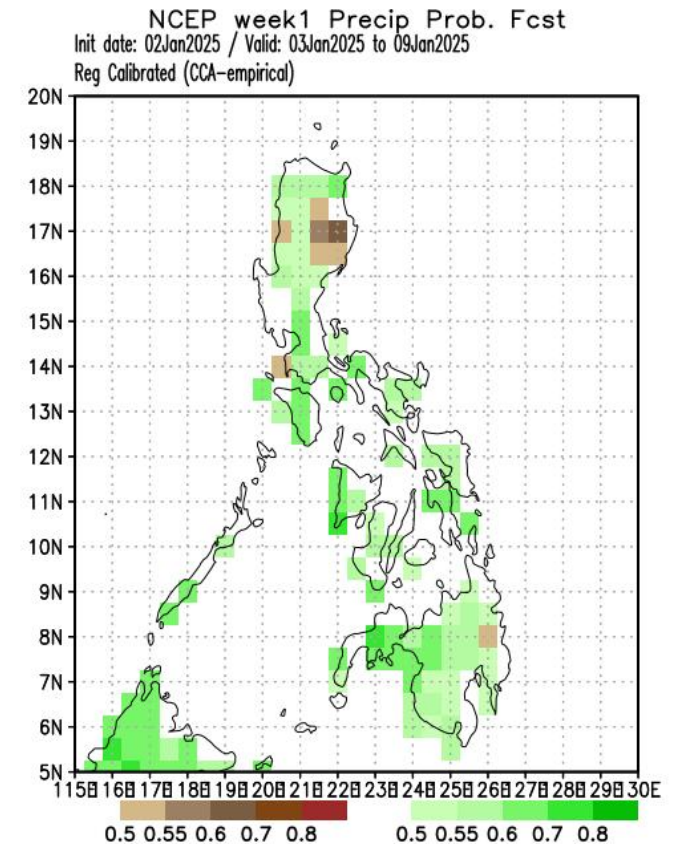 NCEP week1 Precip Prob. Fcst
Init date: 02Jan2025 / Valid: 03Jan2025 to 09Jan2025
Reg Calibrated (CCA-empirical)
20N
19N
18N
17N
16N
15N
14N
13N
12N
11N
10N
9N
8N
7N
6N
5N
115E 116E 117E 118E 119E 120E 121E 122E 123E 124E 125E 126E 127E 128E 129E 130E
0.5 0.55 0.6 0.7 0.8 0.5 0.55 0.6 0.7 0.8